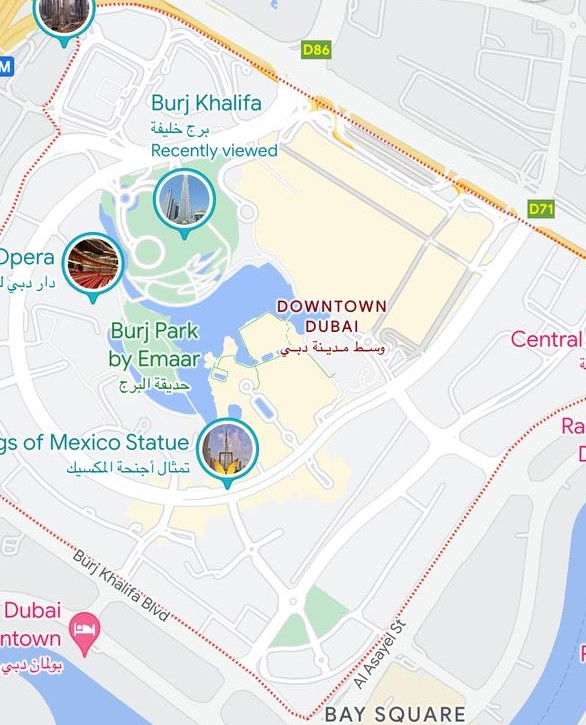 D86
M
Burj Khalifa
برج خليفة
Recently viewed
D71
Opera
دار دبي
DOWNTOWN
DUBAI
وسط مدينة دبي
Burj Park
by Emaar
حديقة البرج
Central
gs of Mexico Statue
تمثال أجنحة المكسيك
Ra
D
Burj Khalifa Blvd
Dubai
ntown
بولمان دبي
Al Asayel St
BAY SQUARE